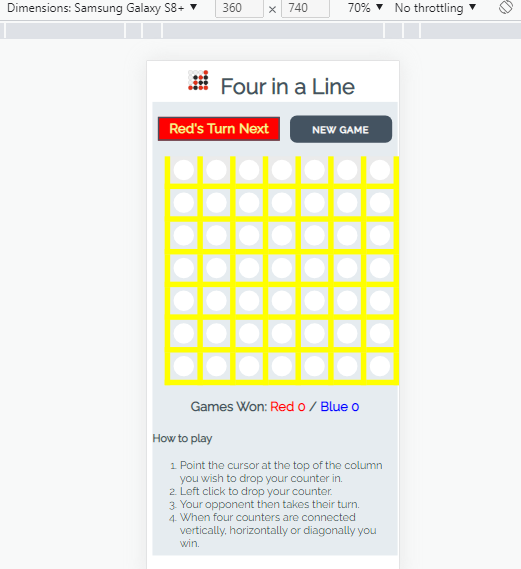 Dimensions: Samsung Galaxy S8+ ▼ 360 × 740 70% ▼ No throttling ▼
Four in a Line
Red's Turn Next NEW GAME
Games Won: Red 0 / Blue 0
How to play
1. Point the cursor at the top of the column
you wish to drop your counter in.
2. Left click to drop your counter.
3. Your opponent then takes their turn.
4. When four counters are connected
vertically, horizontally or diagonally you
win.